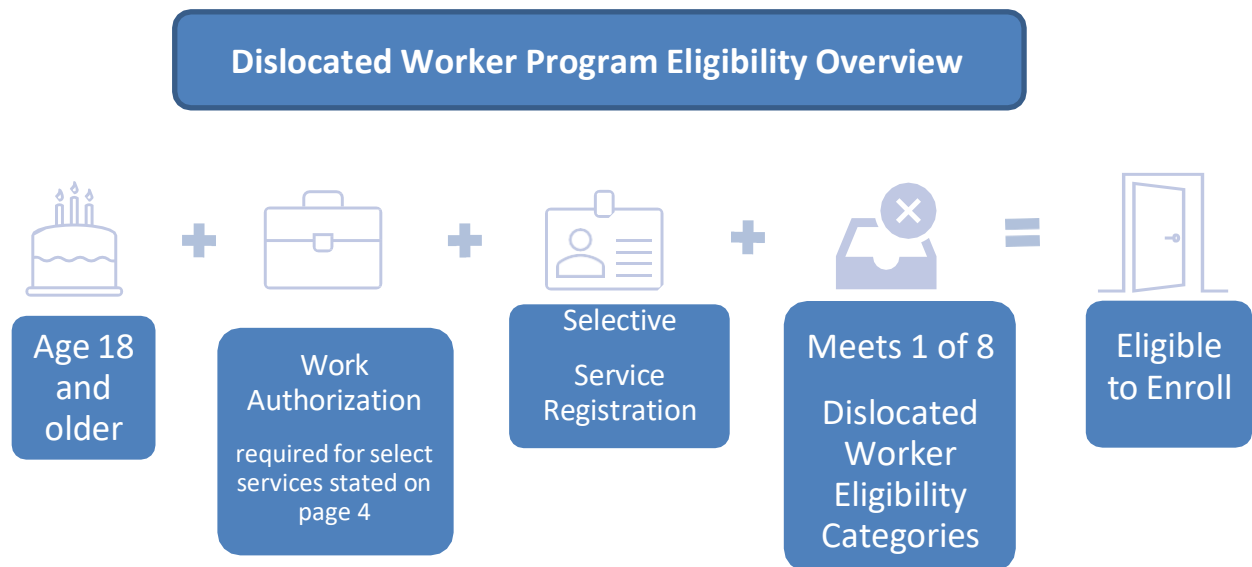 Dislocated Worker Program Eligibility Overview
Age 18
and
older
Work
Authorization
required for select
services stated on
page 4
Selective
Service
Registration
Meets 1 of 8
Dislocated
Worker
Eligibility
Categories
Eligible
to Enroll